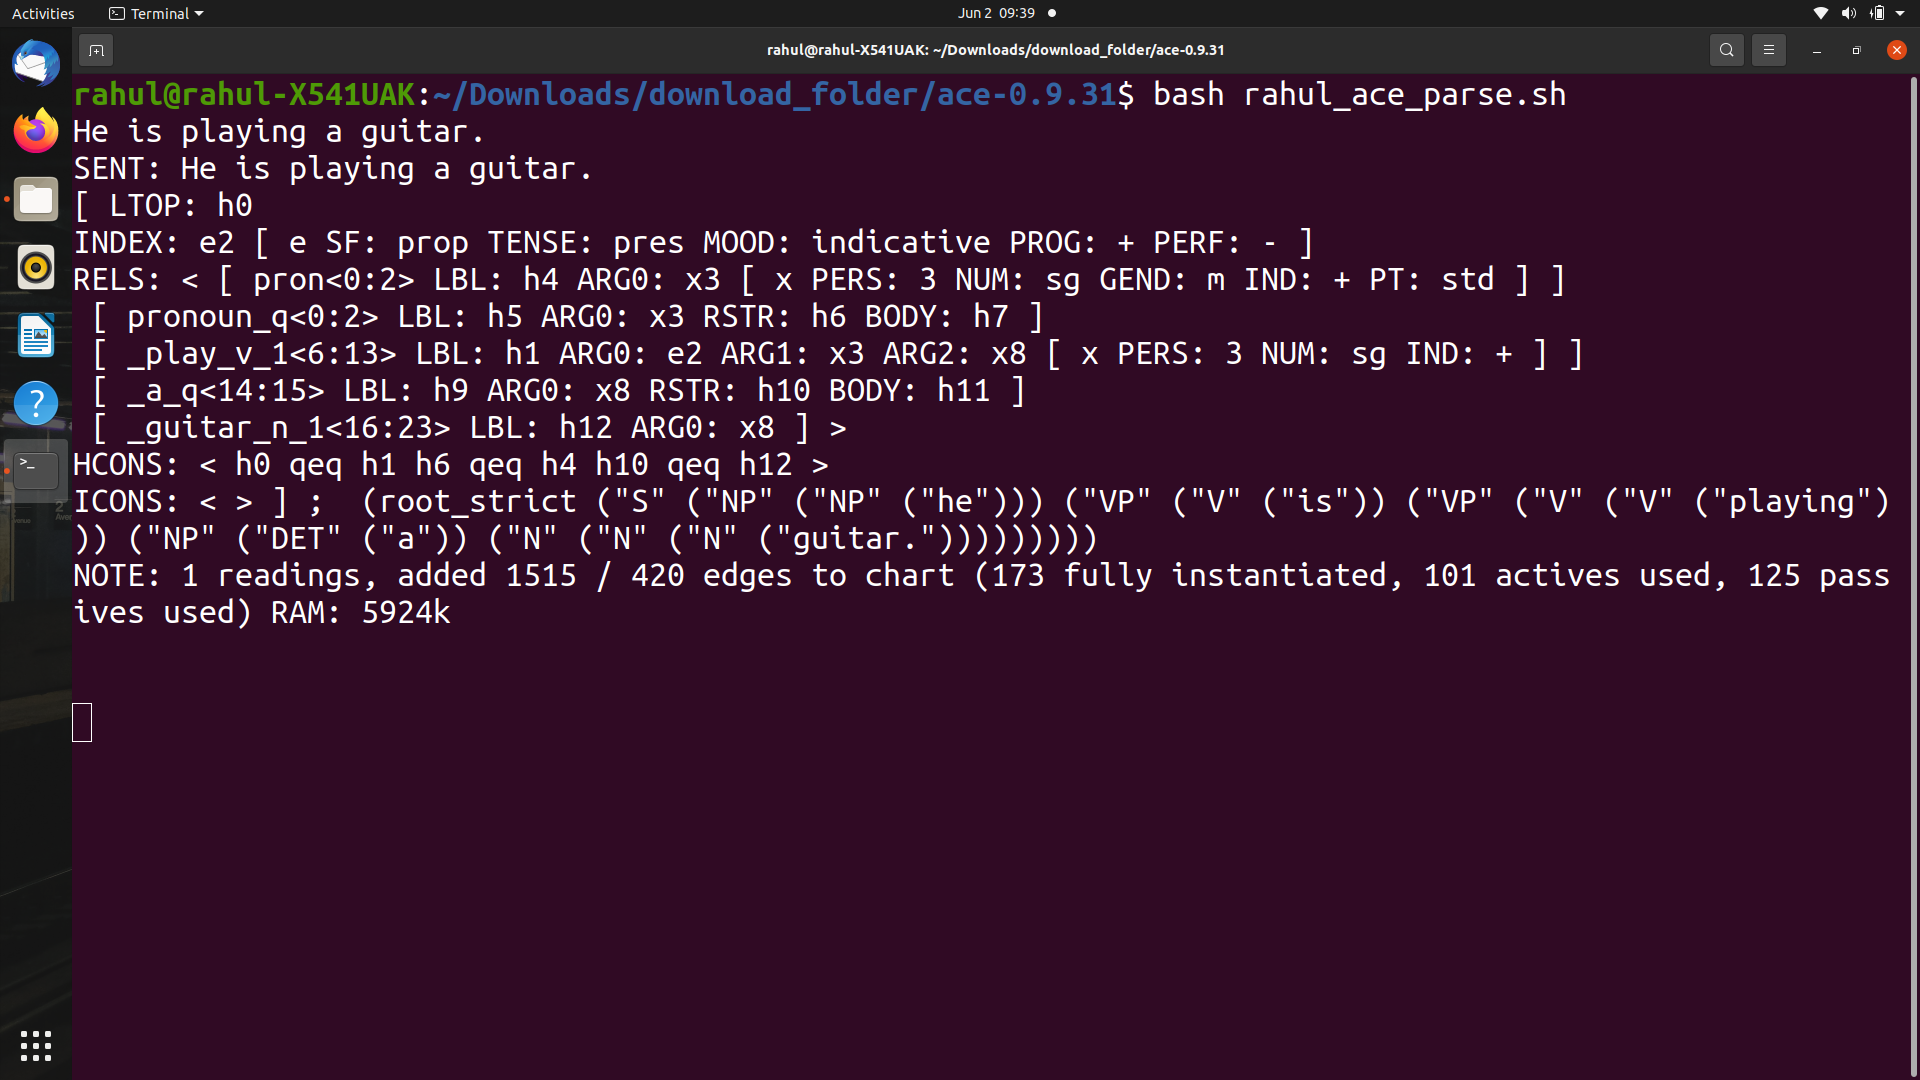 Activities Terminal Jun 2 09:39
rahul@rahul-X541UAK: ~/Downloads/download_folder/ace-0.9.31
rahul@rahul-X541UAK:~/Downloads/download_folder/ace-0.9.31$ bash rahul_ace_parse.sh
He is playing a guitar.
SENT: He is playing a guitar.
[ LTOP: h0
INDEX: e2 [ e SF: prop TENSE: pres MOOD: indicative PROG: + PERF: - ]
RELS: < [ pron<0:2> LBL: h4 ARG0: x3 [ x PERS: 3 NUM: sg GEND: m IND: + PT: std ] ]
 [ pronoun_q<0:2> LBL: h5 ARG0: x3 RSTR: h6 BODY: h7 ]
 [ _play_v_1<6:13> LBL: h1 ARG0: e2 ARG1: x3 ARG2: x8 [ x PERS: 3 NUM: sg IND: + ] ]
 [ _a_q<14:15> LBL: h9 ARG0: x8 RSTR: h10 BODY: h11 ]
 [ _guitar_n_1<16:23> LBL: h12 ARG0: x8 ] >
HCONS: < h0 qeq h1 h6 qeq h4 h10 qeq h12 >
ICONS: < > ] ;  (root_strict ("S" ("NP" ("NP" ("he"))) ("VP" ("V" ("is")) ("VP" ("V" ("V" ("playing")
)) ("NP" ("DET" ("a")) ("N" ("N" ("N" ("guitar.")))))))))
NOTE: 1 readings, added 1515 / 420 edges to chart (173 fully instantiated, 101 actives used, 125 pass
ives used) RAM: 5924k